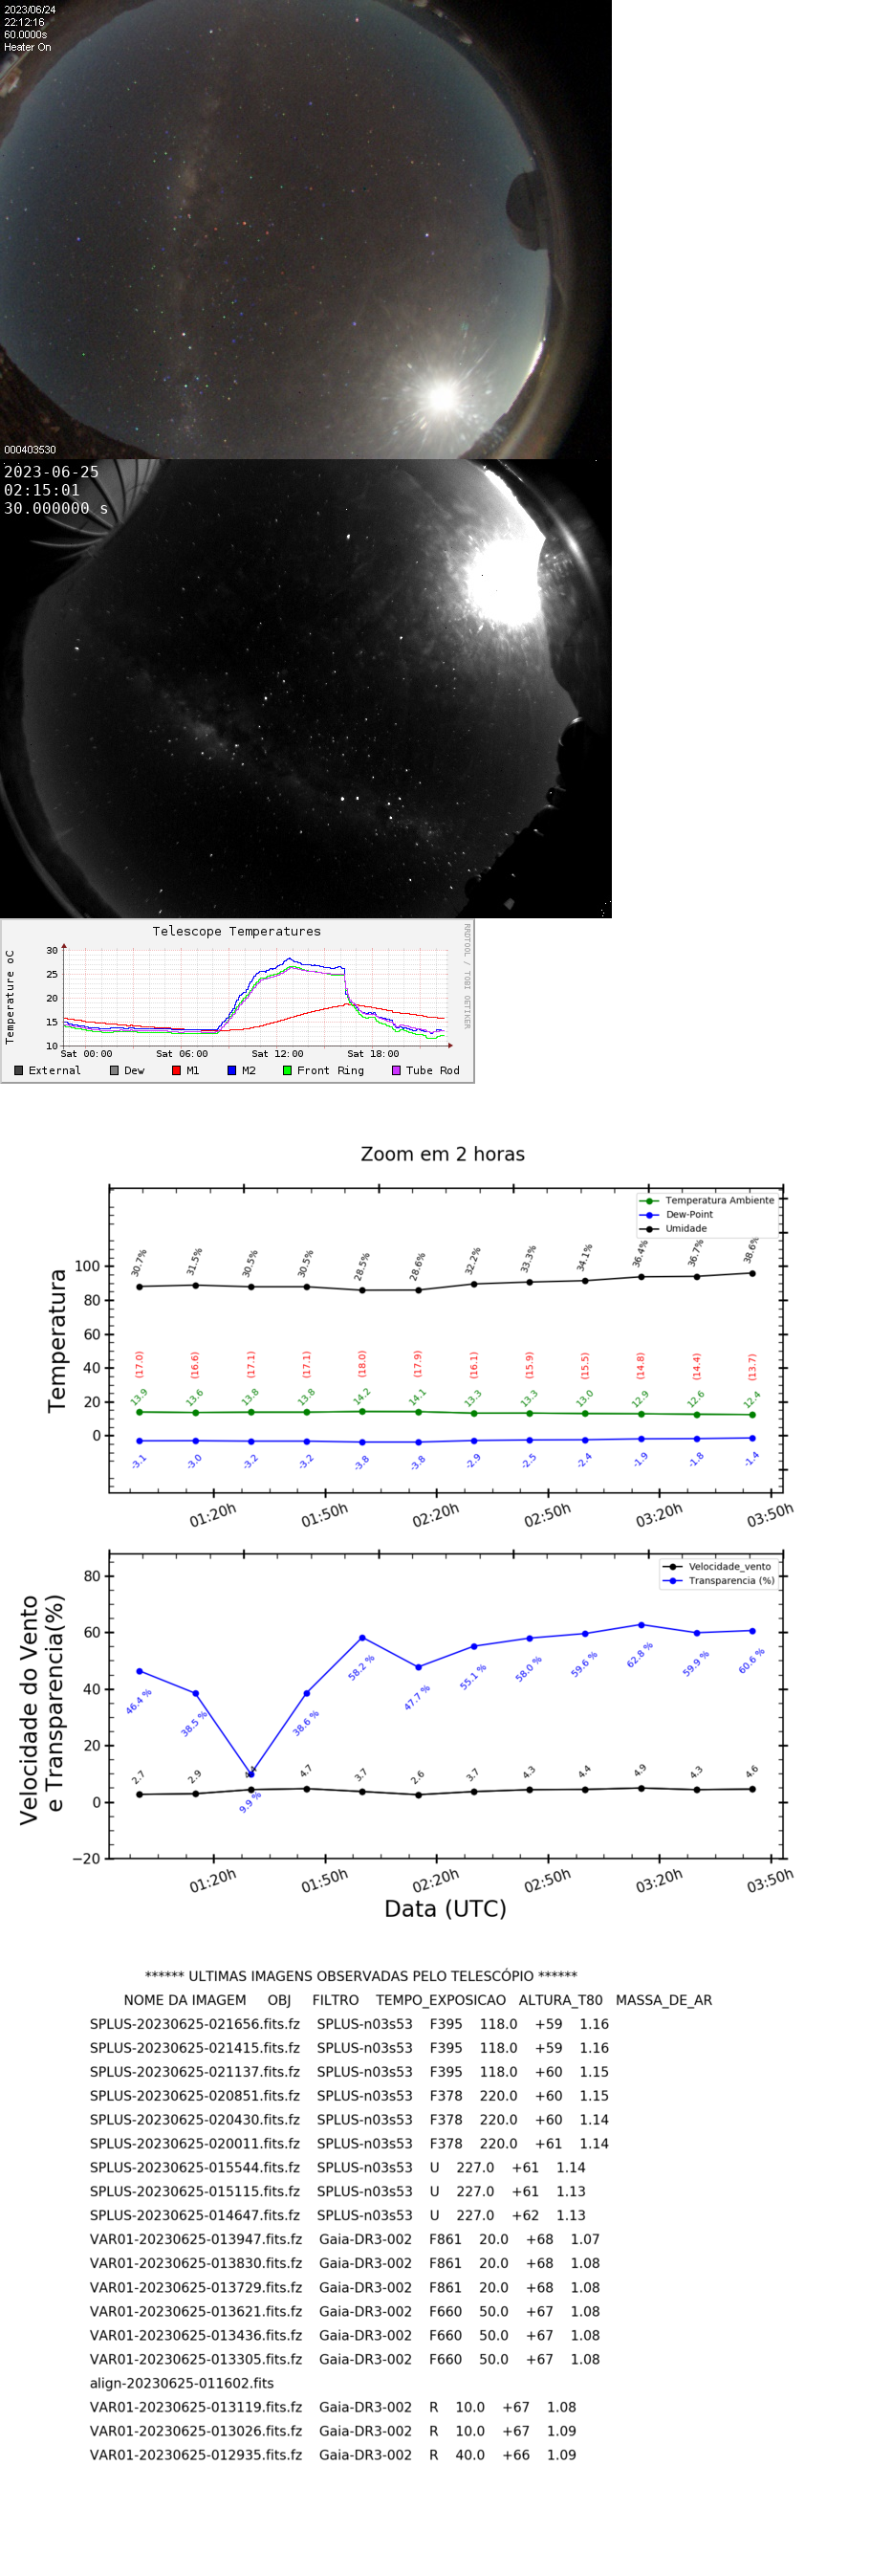 2023/06/24
22:12:16
60.0000s
Heater On
000403530
2023-06-25
02:15:01
30.000000 s
Telescope Temperatures
RRDTOOL / TOBI OETIKER
Temperature oC
30
25
20
15
10
Sat 00:00 Sat 06:00 Sat 12:00 Sat 18:00
External Dew M1 M2 Front Ring Tube Rod
Zoom em 2 horas
Temperatura Ambiente
Dew-Point
Umidade
Temperatura
100
80
60
40
20
0
30.7% 31.5% 30.5% 30.5% 28.5% 28.6% 32.2% 33.3% 34.1% 36.4% 36.7% 38.6%
(17.0) (16.6) (17.1) (17.1) (18.0) (17.9) (16.1) (15.9) (15.5) (14.8) (14.4) (13.7)
13.9 13.6 13.8 13.8 14.2 14.1 13.3 13.3 13.0 12.9 12.6 12.4
-3.1 -3.0 -3.2 -3.2 -3.8 -3.8 -2.9 -2.5 -2.4 -1.9 -1.8 -1.4
01:20h 01:50h 02:20h 02:50h 03:20h 03:50h
Velocidade_vento
Transparencia (%)
Velocidade do Vento
e Transparencia(%)
80
60
40
20
0
−20
46.4 % 38.5 % 9.9 % 38.6 % 58.2 % 47.7 % 55.1 % 58.0 % 59.6 % 62.8 % 59.9 % 60.6 %
2.7 2.9 4.7 3.7 2.6 3.7 4.3 4.4 4.9 4.3 4.6
01:20h 01:50h 02:20h 02:50h 03:20h 03:50h
Data (UTC)
****** ULTIMAS IMAGENS OBSERVADAS PELO TELESCÓPIO ******
NOME DA IMAGEM OBJ FILTRO TEMPO_EXPOSICAO ALTURA_T80 MASSA_DE_AR
SPLUS-20230625-021656.fits.fz SPLUS-n03s53 F395 118.0 +59 1.16
SPLUS-20230625-021415.fits.fz SPLUS-n03s53 F395 118.0 +59 1.16
SPLUS-20230625-021137.fits.fz SPLUS-n03s53 F395 118.0 +60 1.15
SPLUS-20230625-020851.fits.fz SPLUS-n03s53 F378 220.0 +60 1.15
SPLUS-20230625-020430.fits.fz SPLUS-n03s53 F378 220.0 +60 1.14
SPLUS-20230625-020011.fits.fz SPLUS-n03s53 F378 220.0 +61 1.14
SPLUS-20230625-015544.fits.fz SPLUS-n03s53 U 227.0 +61 1.14
SPLUS-20230625-015115.fits.fz SPLUS-n03s53 U 227.0 +61 1.13
SPLUS-20230625-014647.fits.fz SPLUS-n03s53 U 227.0 +62 1.13
VAR01-20230625-013947.fits.fz Gaia-DR3-002 F861 20.0 +68 1.07
VAR01-20230625-013830.fits.fz Gaia-DR3-002 F861 20.0 +68 1.08
VAR01-20230625-013729.fits.fz Gaia-DR3-002 F861 20.0 +68 1.08
VAR01-20230625-013621.fits.fz Gaia-DR3-002 F660 50.0 +67 1.08
VAR01-20230625-013436.fits.fz Gaia-DR3-002 F660 50.0 +67 1.08
VAR01-20230625-013305.fits.fz Gaia-DR3-002 F660 50.0 +67 1.08
align-20230625-011602.fits
VAR01-20230625-013119.fits.fz Gaia-DR3-002 R 10.0 +67 1.08
VAR01-20230625-013026.fits.fz Gaia-DR3-002 R 10.0 +67 1.09
VAR01-20230625-012935.fits.fz Gaia-DR3-002 R 40.0 +66 1.09